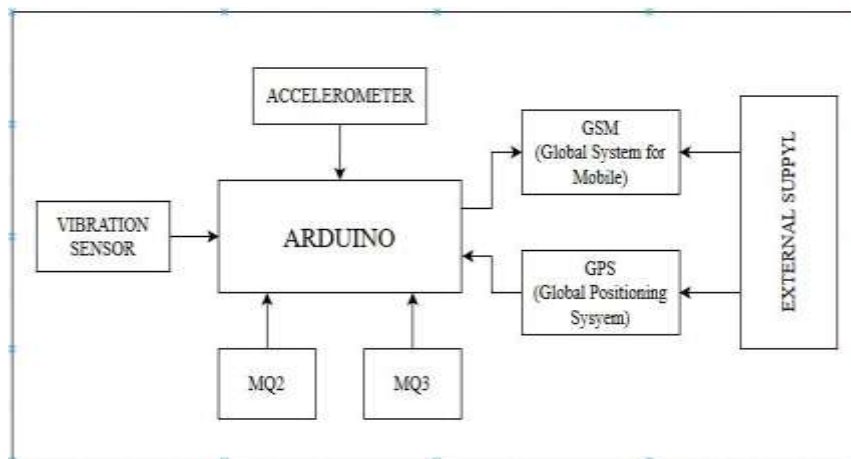 ACCELEROMETER
GSM
(Global System for
Mobile)
EXTERNAL SUPPYL
VIBRATION
SENSOR
ARDUINO
GPS
(Global Positioning
Sysyem)
MQ2
MQ3